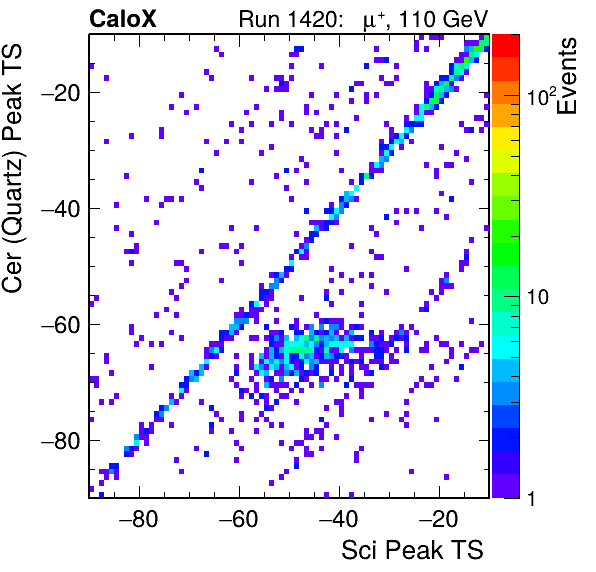 CaloX Run 1420: μ⁺, 110 GeV
Cer (Quartz) Peak TS
−20
−40
−60
−80
−80 −60 −40 −20
Sci Peak TS
Events
10²
10
1